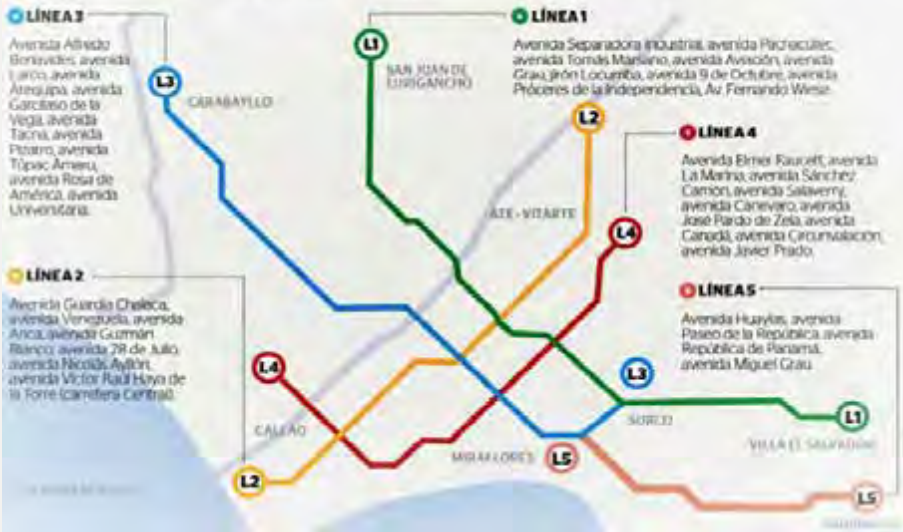 LÍNEA 3
Avenida Alfredo
Benavides, avenida
Larco, avenida
Arequipa, avenida
Garcilaso de la
Vega, avenida
Tacna, avenida
Pizarro, avenida
Túpac Amaru,
avenida Rosa de
América, avenida
Universitaria.
LÍNEA 1
Avenida Separadora Industrial, avenida Pachacútec,
avenida Tomás Marsano, avenida Aviación, avenida
Grau, jirón Locumba, avenida 9 de Octubre, avenida
Próceres de la Independencia, Av. Fernando Wiese.
L1
SAN JUAN DE
LURIGANCHO
L3
CARABAYLLO
L2
LÍNEA 4
Avenida Elmer Faucett, avenida
La Marina, avenida Sánchez
Carrión, avenida Salaverry,
avenida Canevaro, avenida
José Pardo de Zela, avenida
Canadá, avenida Circunvalación,
avenida Javier Prado.
ATE - VITARTE
L4
LÍNEA 2
Avenida Guardia Chalaca,
avenida Venezuela, avenida
Arica, avenida Guzmán
Blanco, avenida 28 de Julio,
avenida Nicolás Ayllón,
avenida Víctor Raúl Haya de
la Torre (carretera Central).
LÍNEA 5
Avenida Huaylas, avenida
Paseo de la República, avenida
República de Panamá,
avenida Miguel Grau.
L4
L3
CALLAO
SURCO
L1
VILLA EL SALVADOR
MIRAFLORES
L5
L2
L5